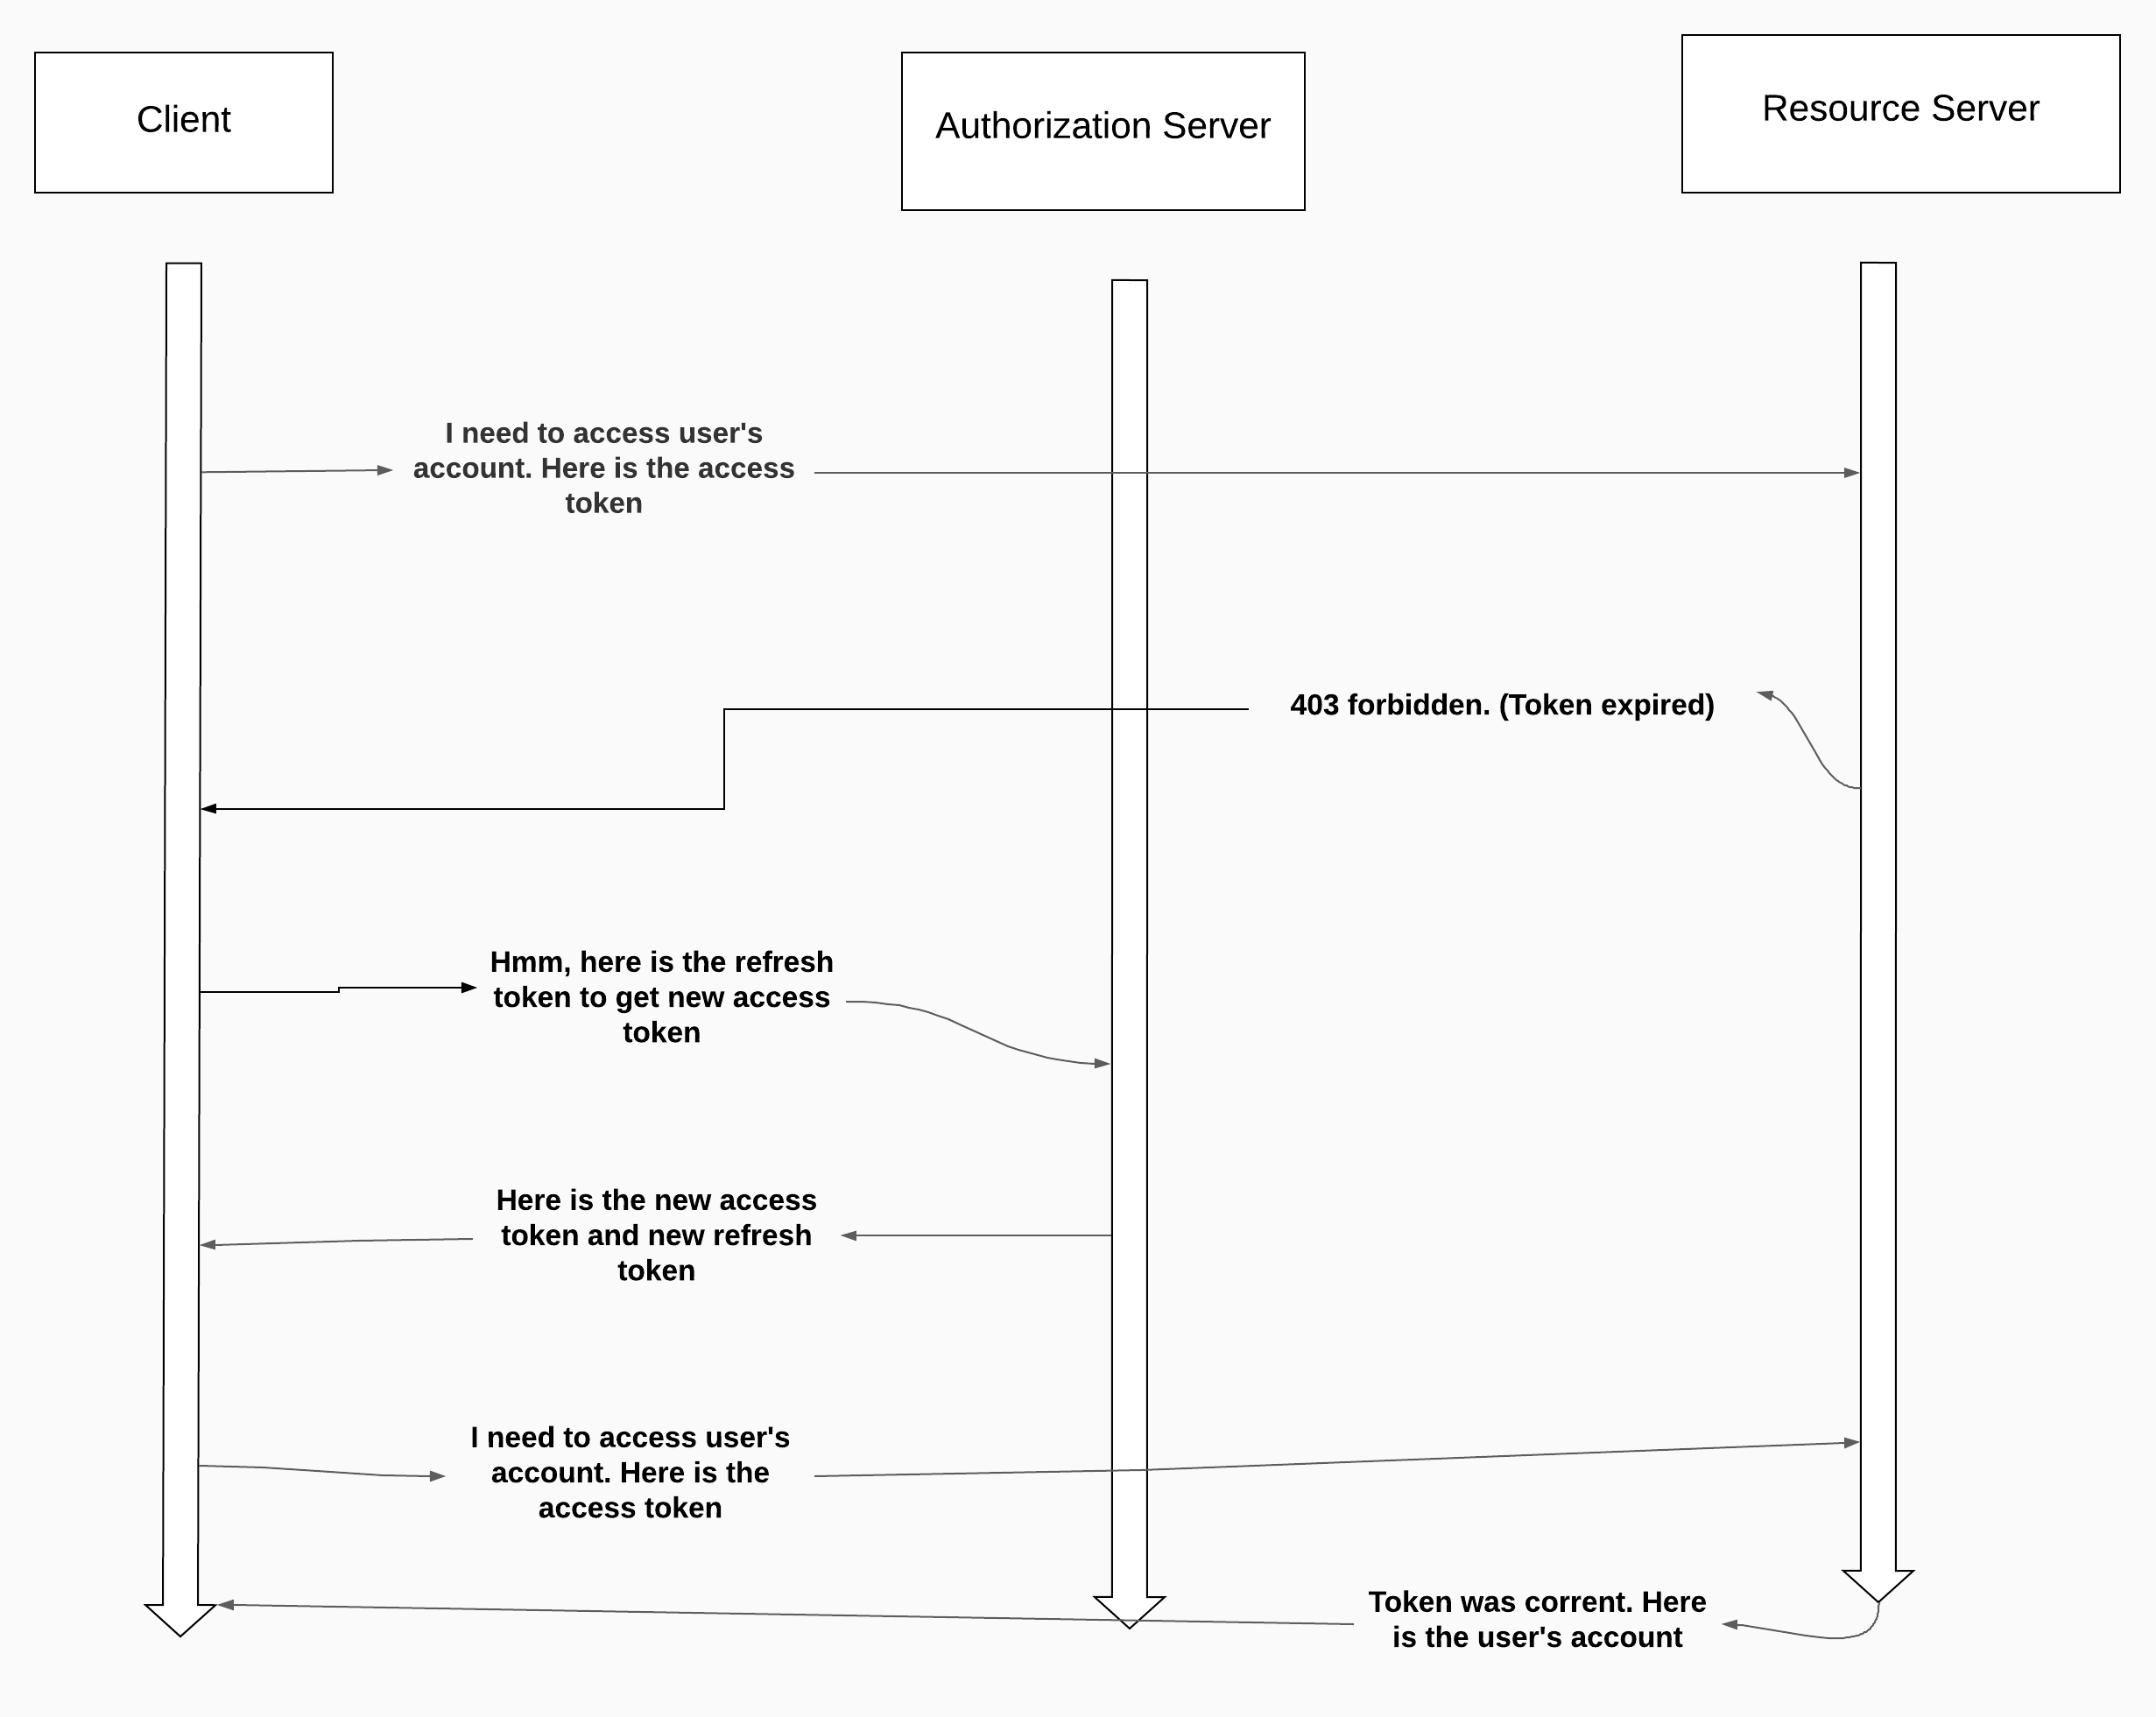 Client
Authorization Server
Resource Server
I need to access user's
account. Here is the access
token
403 forbidden. (Token expired)
Hmm, here is the refresh
token to get new access
token
Here is the new access
token and new refresh
token
I need to access user's
account. Here is the
access token
Token was corrent. Here
is the user's account